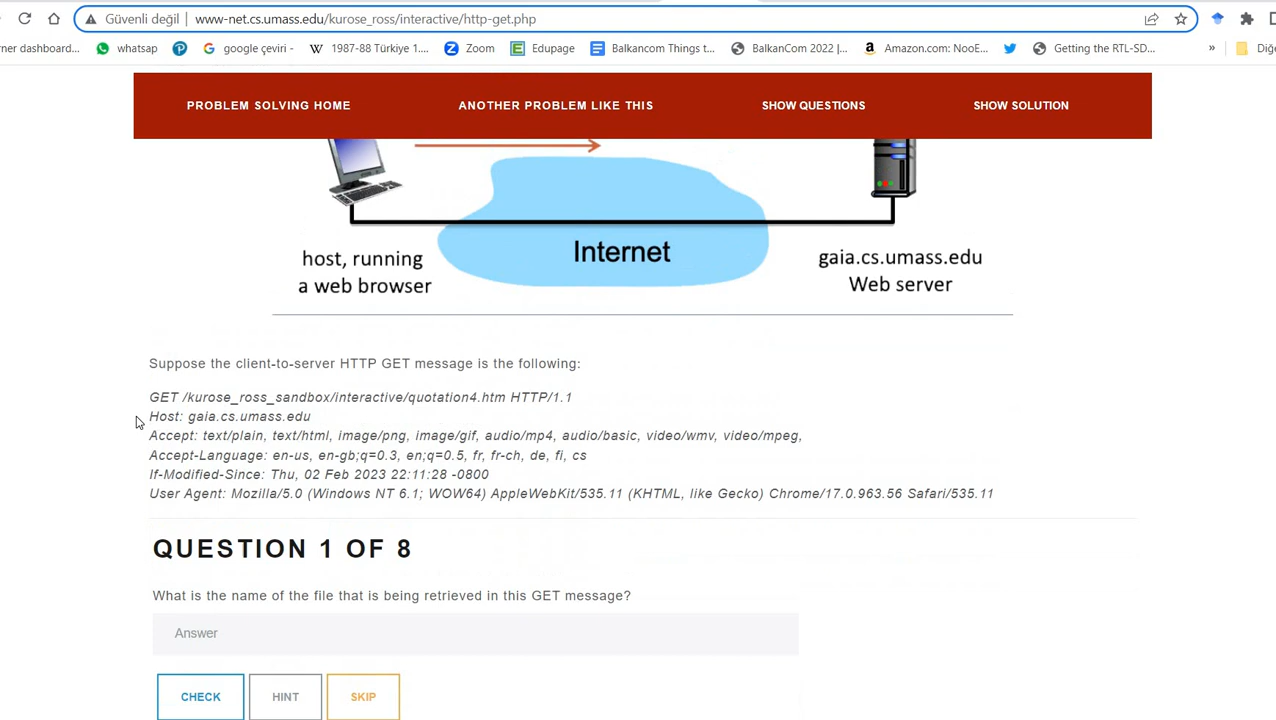 Güvenli değil www-net.cs.umass.edu/kurose_ross/interactive/http-get.php
rner dashboard... whatsap google çeviri - 1987-88 Türkiye 1.... Zoom Edupage Balkancom Things t... BalkanCom 2022 |... Amazon.com: NooE... Getting the RTL-SD... » Diğe
PROBLEM SOLVING HOME ANOTHER PROBLEM LIKE THIS SHOW QUESTIONS SHOW SOLUTION
Internet
host, running
a web browser
gaia.cs.umass.edu
Web server
Suppose the client-to-server HTTP GET message is the following:
GET /kurose_ross_sandbox/interactive/quotation4.htm HTTP/1.1
Host: gaia.cs.umass.edu
Accept: text/plain, text/html, image/png, image/gif, audio/mp4, audio/basic, video/wmv, video/mpeg,
Accept-Language: en-us, en-gb;q=0.3, en;q=0.5, fr, fr-ch, de, fi, cs
If-Modified-Since: Thu, 02 Feb 2023 22:11:28 -0800
User Agent: Mozilla/5.0 (Windows NT 6.1; WOW64) AppleWebKit/535.11 (KHTML, like Gecko) Chrome/17.0.963.56 Safari/535.11
QUESTION 1 OF 8
What is the name of the file that is being retrieved in this GET message?
Answer
CHECK HINT SKIP